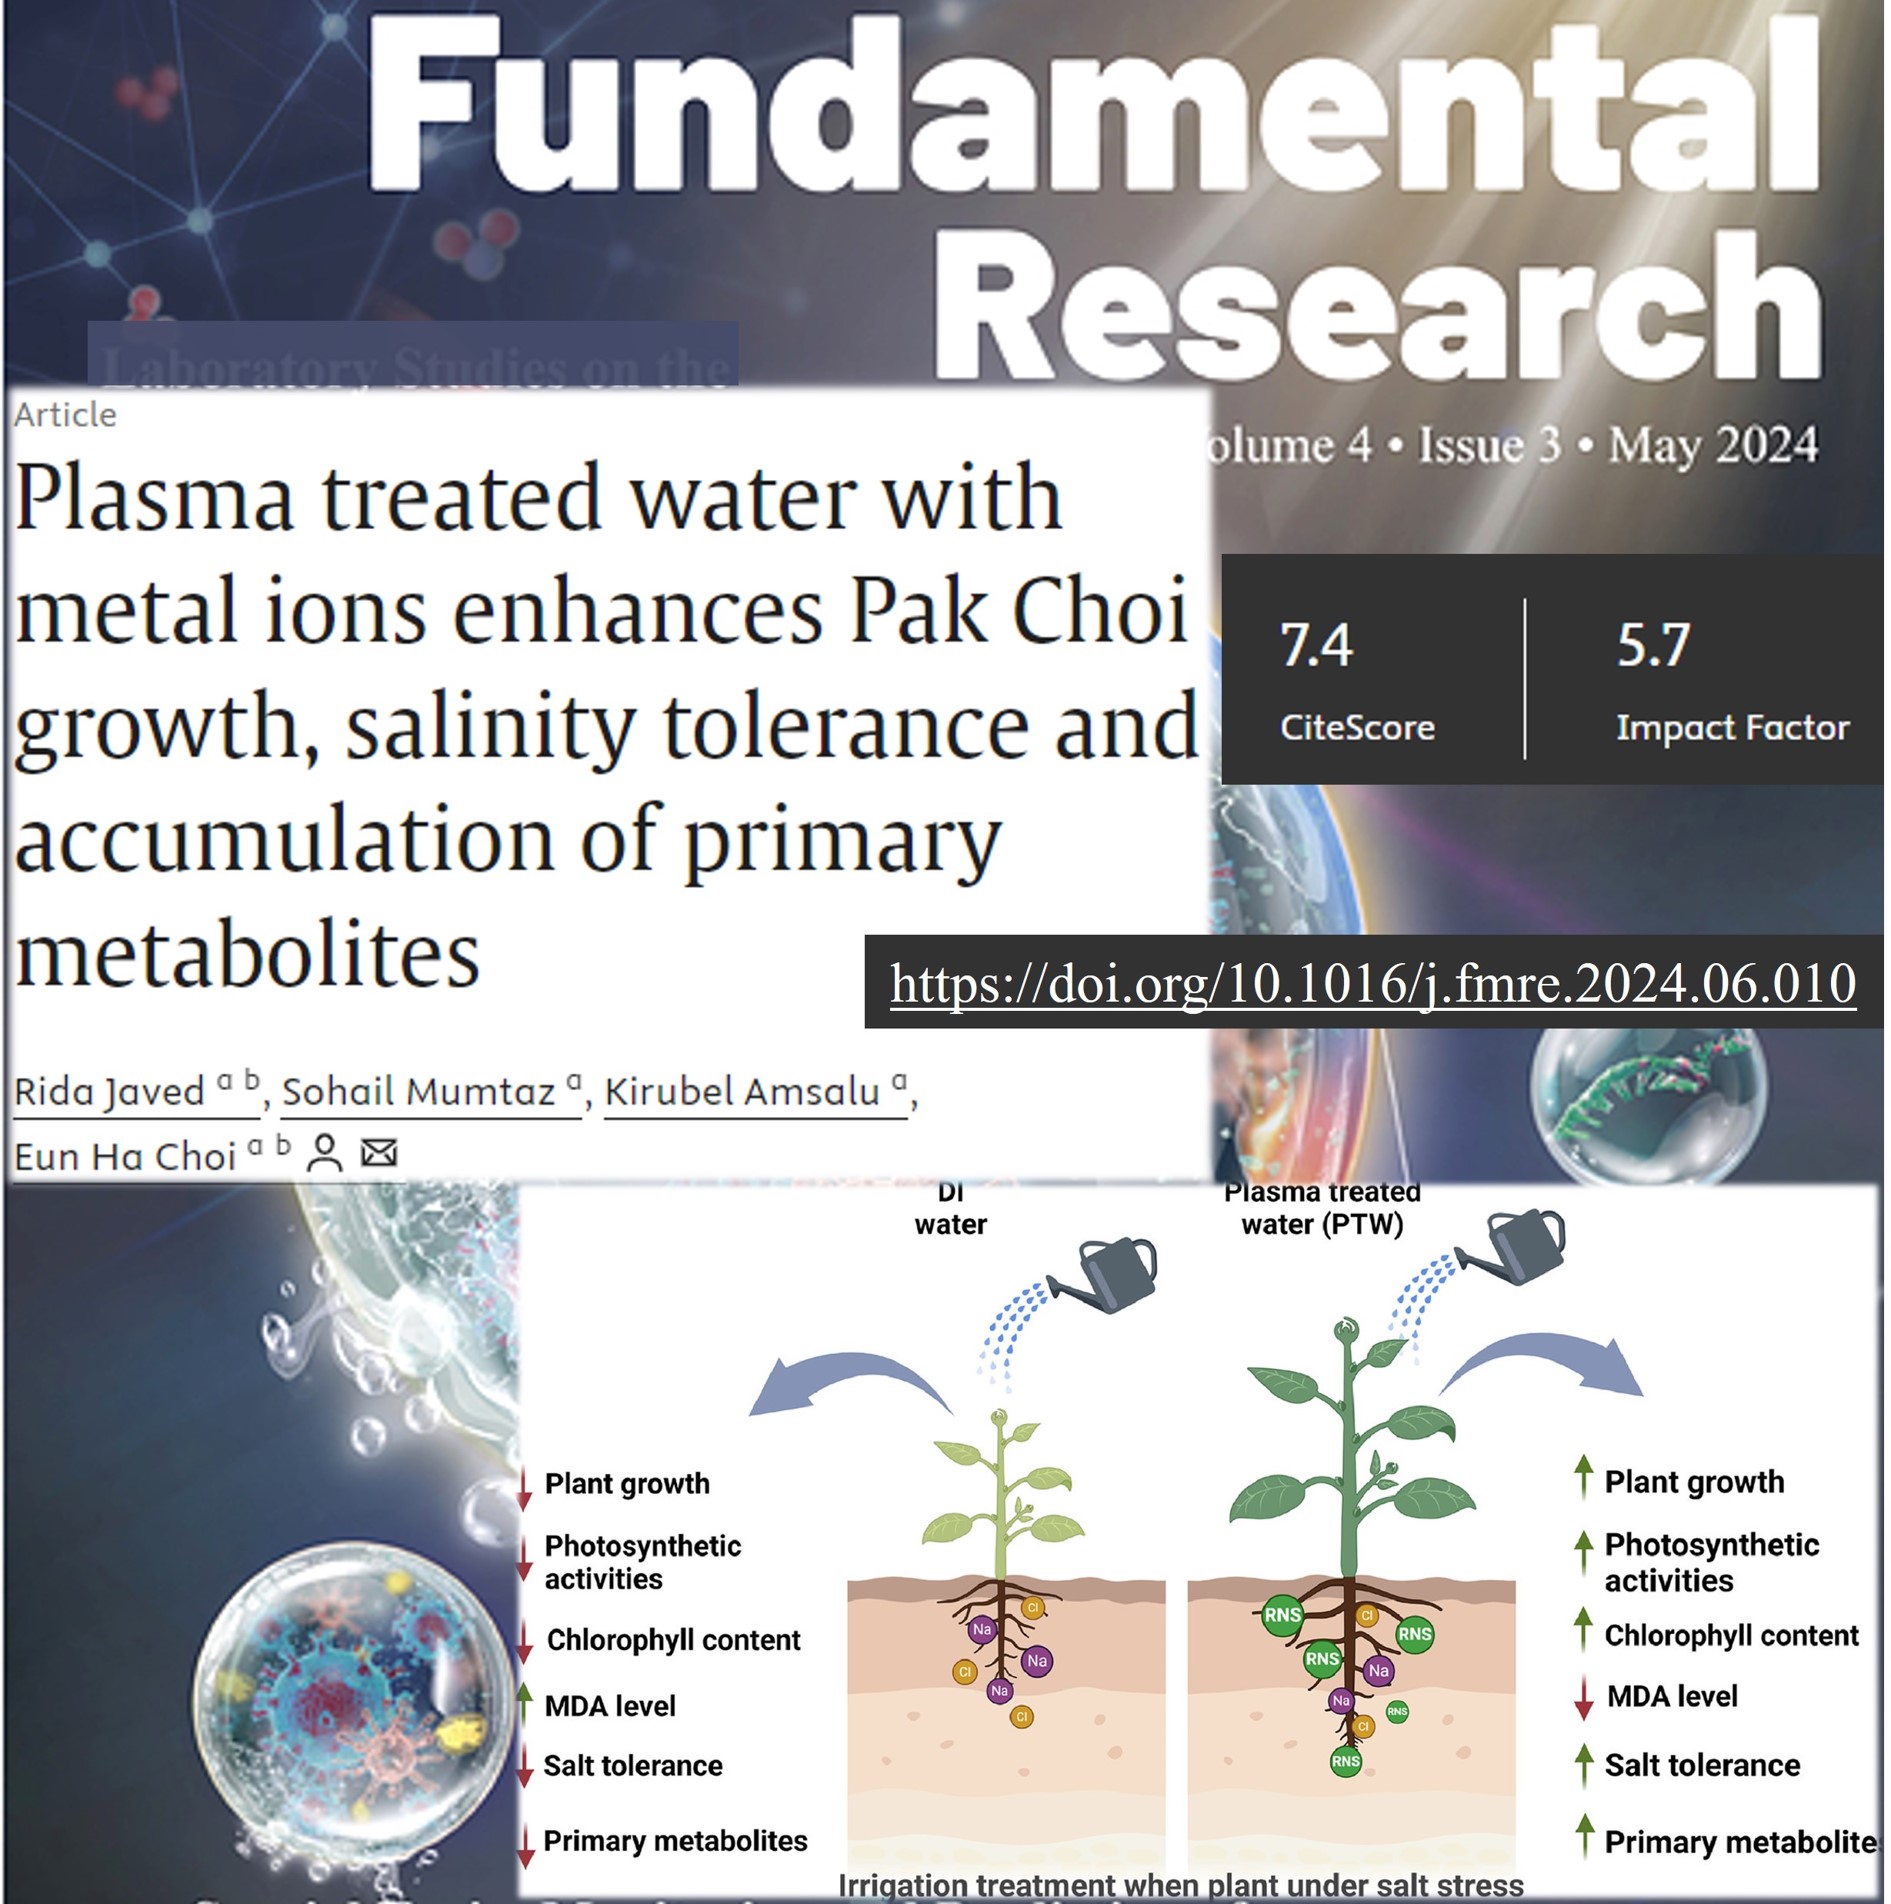 Fundamental
Research
Laboratory Studies on the
olume 4 • Issue 3 • May 2024
Article
Plasma treated water with
metal ions enhances Pak Choi
growth, salinity tolerance and
accumulation of primary
metabolites
7.4
CiteScore
5.7
Impact Factor
https://doi.org/10.1016/j.fmre.2024.06.010
Rida Javed a b, Sohail Mumtaz a, Kirubel Amsalu a,
Eun Ha Choi a b
DI
water
Plasma treated
water (PTW)
Plant growth
Photosynthetic
activities
Chlorophyll content
MDA level
Salt tolerance
Primary metabolites
Cl
Na
Na
Cl
Na
Cl
RNS
Cl
RNS
RNS
Na
Na
RNS
Cl
RNS
Plant growth
Photosynthetic
activities
Chlorophyll content
MDA level
Salt tolerance
Primary metabolites
Irrigation treatment when plant under salt stress